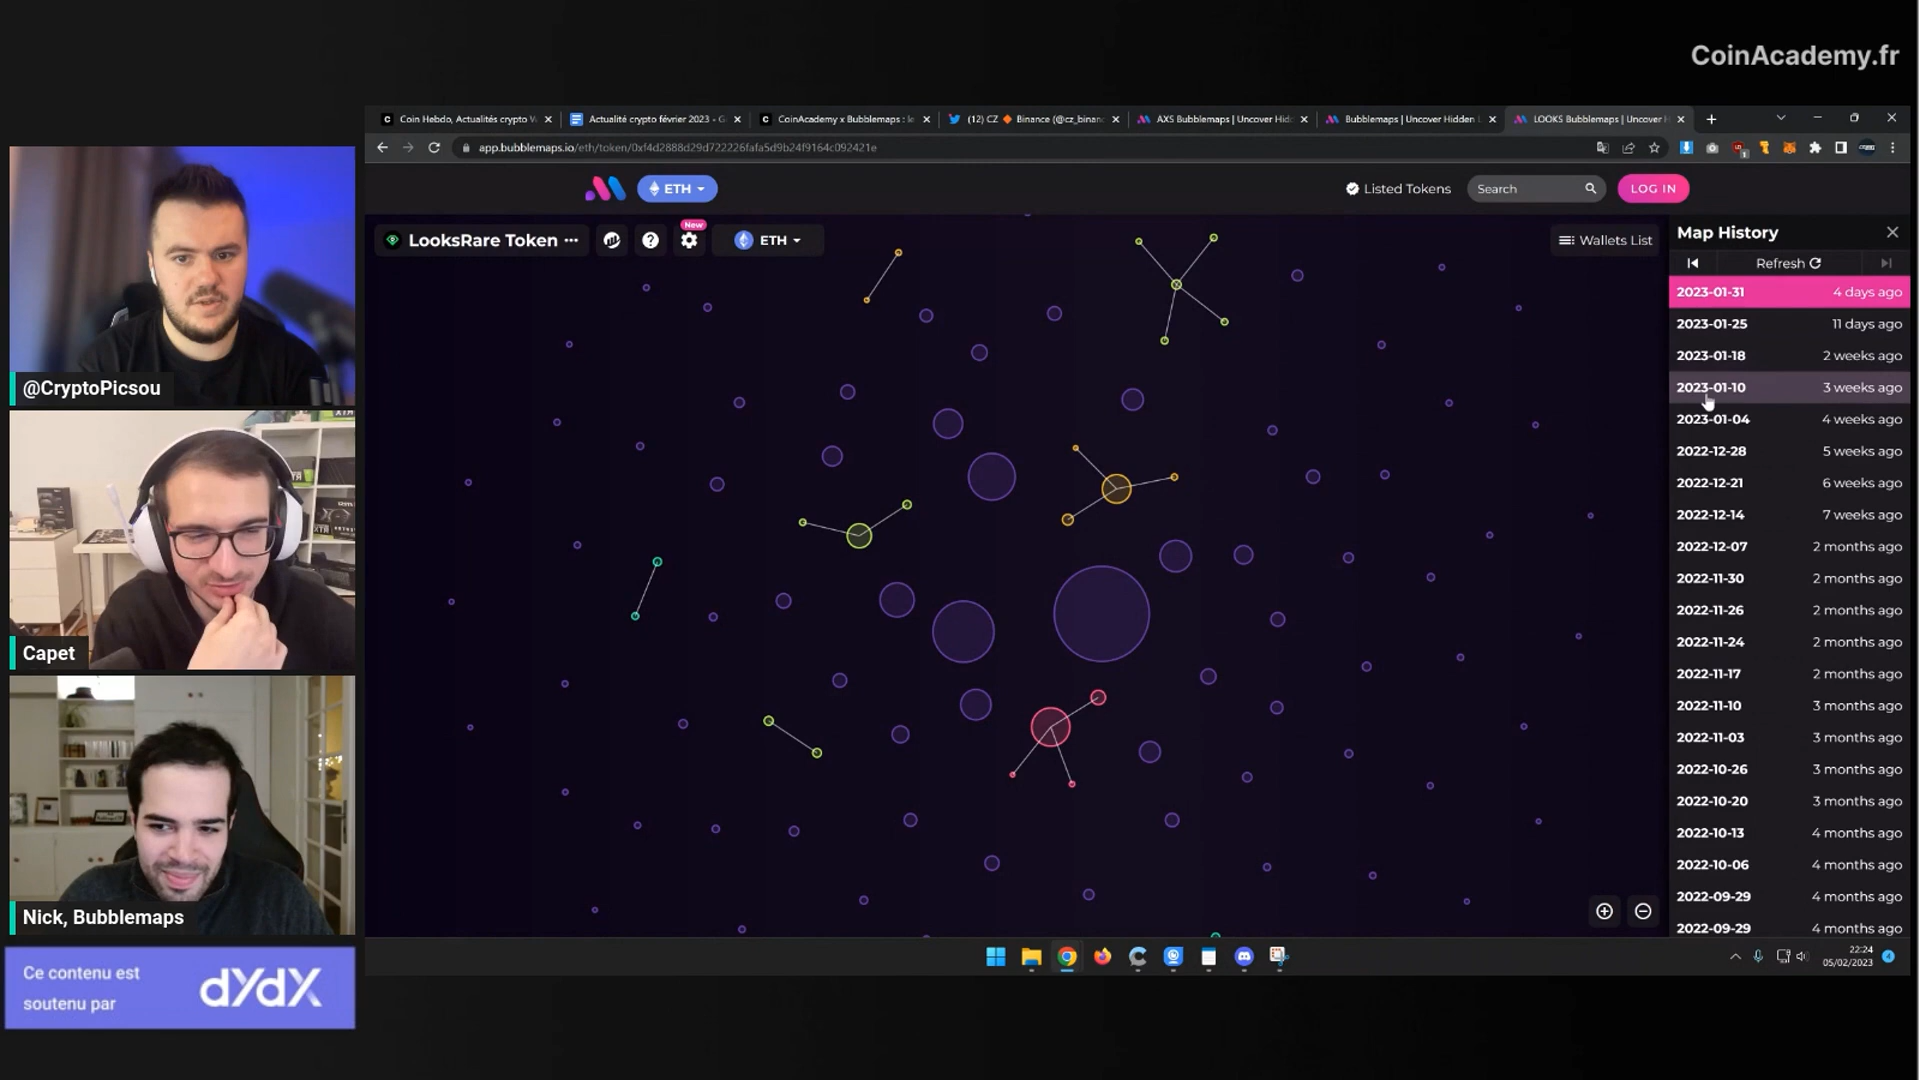 CoinAcademy.fr
Coin Hebdo, Actualités crypto
Actualité crypto février 2023 - G
CoinAcademy x Bubblemaps : le
(12) CZ 🔶 Binance (@cz_binanc
AXS Bubblemaps | Uncover Hid
Bubblemaps | Uncover Hidden
LOOKS Bubblemaps | Uncover H
app.bubblemaps.io/eth/token/0xf4d2888d29d722226fafa5d9b24f9164c092421e
ETH
Listed Tokens
Search
LOG IN
LooksRare Token
New
ETH
Wallets List
Map History
Refresh
2023-01-31 4 days ago
2023-01-25 11 days ago
2023-01-18 2 weeks ago
2023-01-10 3 weeks ago
2023-01-04 4 weeks ago
2022-12-28 5 weeks ago
2022-12-21 6 weeks ago
2022-12-14 7 weeks ago
2022-12-07 2 months ago
2022-11-30 2 months ago
2022-11-26 2 months ago
2022-11-24 2 months ago
2022-11-17 2 months ago
2022-11-10 3 months ago
2022-11-03 3 months ago
2022-10-26 3 months ago
2022-10-20 3 months ago
2022-10-13 4 months ago
2022-10-06 4 months ago
2022-09-29 4 months ago
2022-09-29 4 months ago
@CryptoPicsou
Capet
Nick, Bubblemaps
Ce contenu est
soutenu par
dYdX
22:24
05/02/2023
4